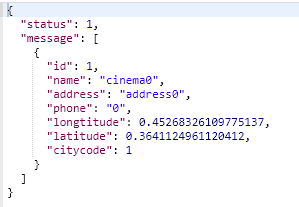 {
  "status": 1,
  "message": [
    {
      "id": 1,
      "name": "cinema0",
      "address": "address0",
      "phone": "0",
      "longtitude": 0.45268326109775137,
      "latitude": 0.3641124961120412,
      "citycode": 1
    }
  ]
}